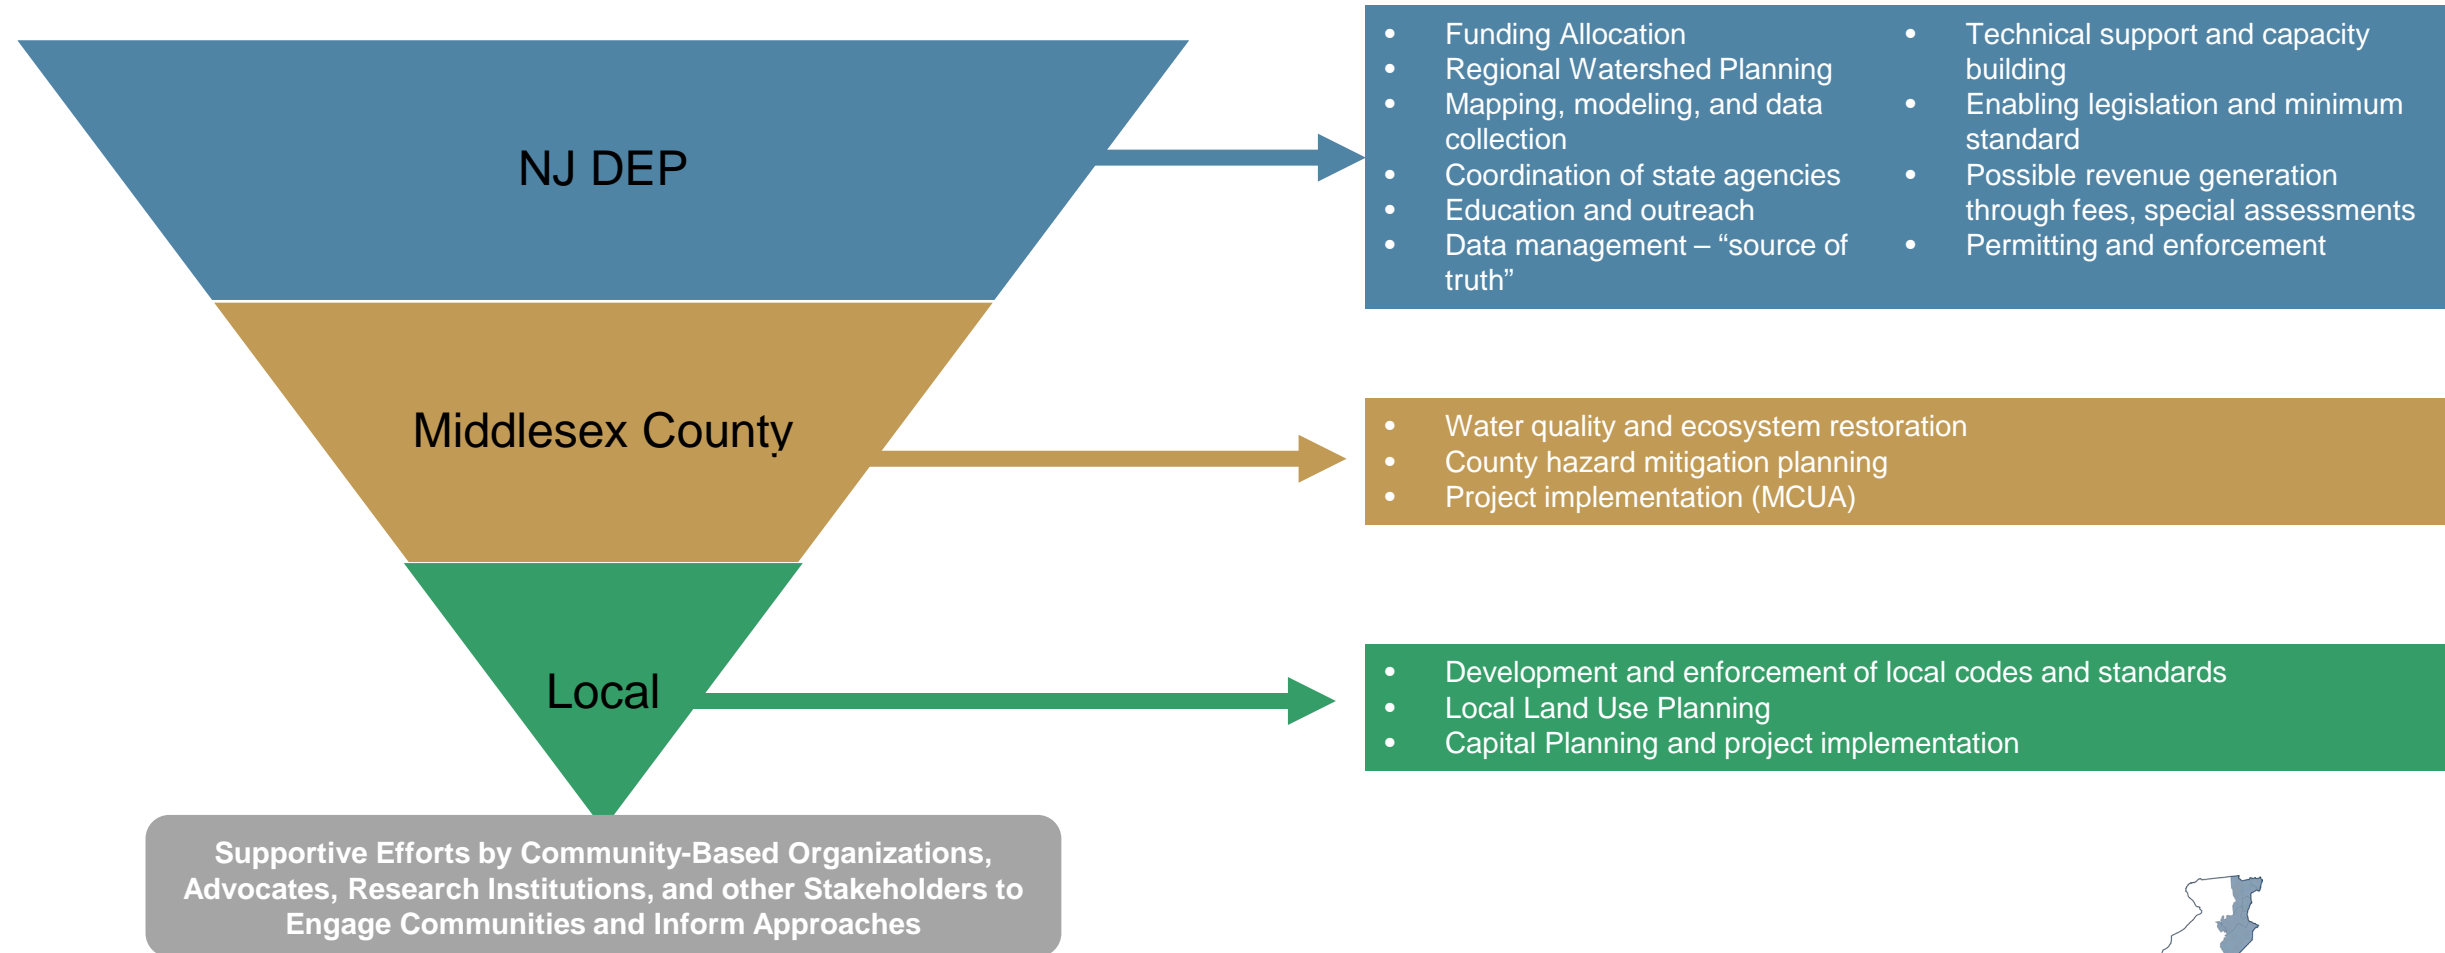 NJ DEP
• Funding Allocation
• Regional Watershed Planning
• Mapping, modeling, and data
collection
• Coordination of state agencies
• Education and outreach
• Data management – “source of
truth”
• Technical support and capacity
building
• Enabling legislation and minimum
standard
• Possible revenue generation
through fees, special assessments
• Permitting and enforcement
Middlesex County
• Water quality and ecosystem restoration
• County hazard mitigation planning
• Project implementation (MCUA)
Local
• Development and enforcement of local codes and standards
• Local Land Use Planning
• Capital Planning and project implementation
Supportive Efforts by Community-Based Organizations,
Advocates, Research Institutions, and other Stakeholders to
Engage Communities and Inform Approaches